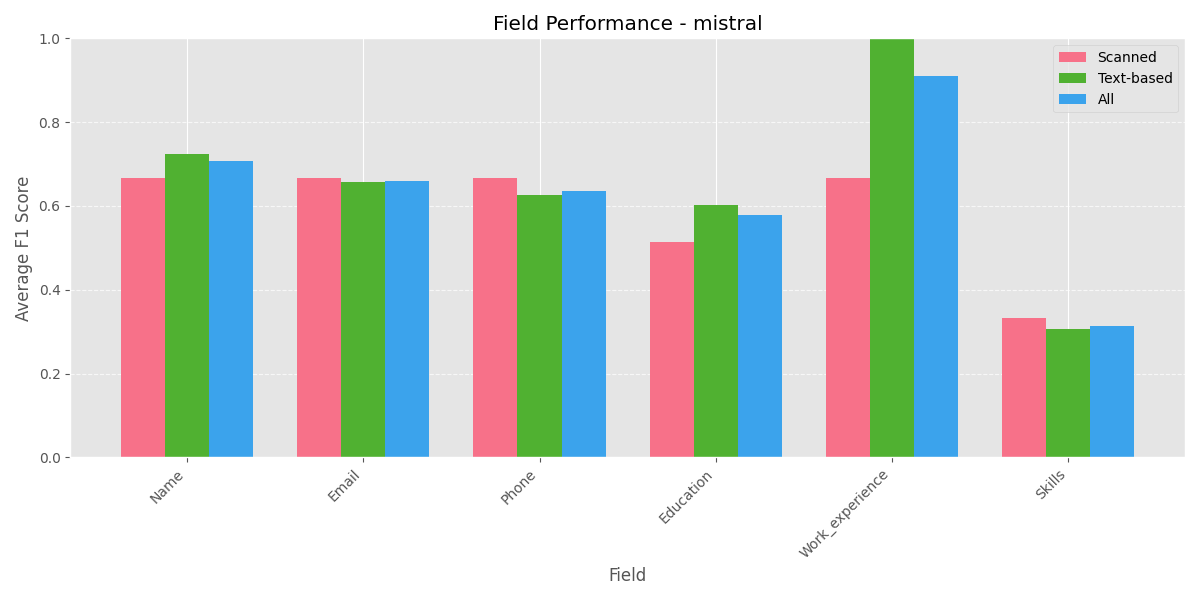 Field Performance - mistral
Scanned
Text-based
All
Average F1 Score
1.0
0.8
0.6
0.4
0.2
0.0
Name
Email
Phone
Education
Work_experience
Skills
Field